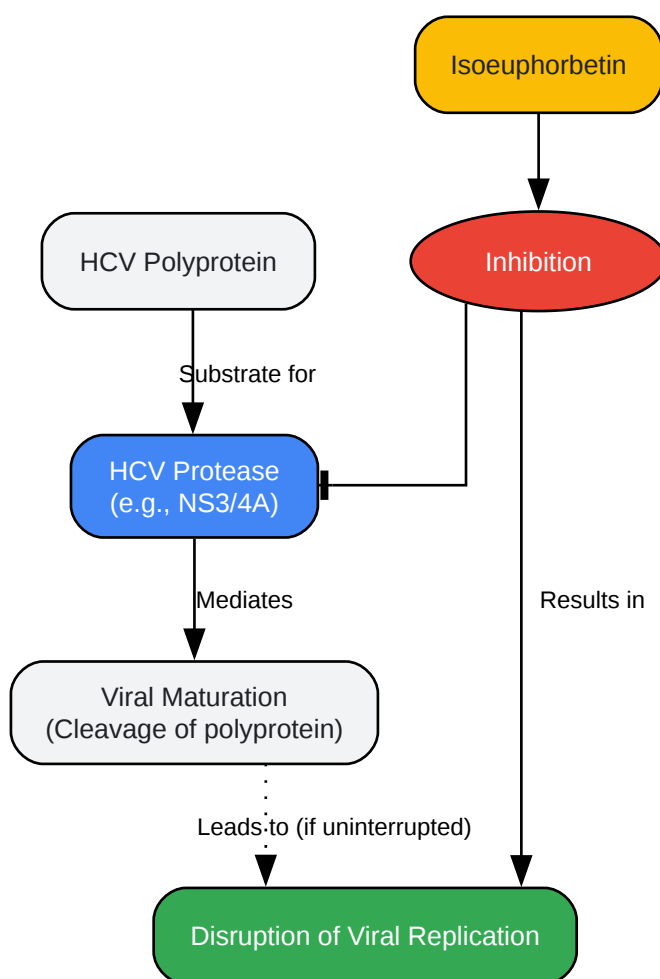 Isoeuphorbetin
HCV Polyprotein
Inhibition
Substrate for
HCV Protease
(e.g., NS3/4A)
Mediates
Results in
Viral Maturation
(Cleavage of polyprotein)
Leads to (if uninterrupted)
Disruption of Viral Replication